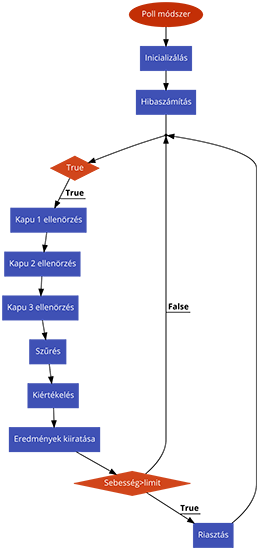 Poll módszer
Inicializálás
Hibaszámítás
True
True
Kapu 1 ellenörzés
Kapu 2 ellenörzés
Kapu 3 ellenörzés
False
Szűrés
Kiértékelés
Eredmények kiiratása
Sebesség>limit
True
Riasztás